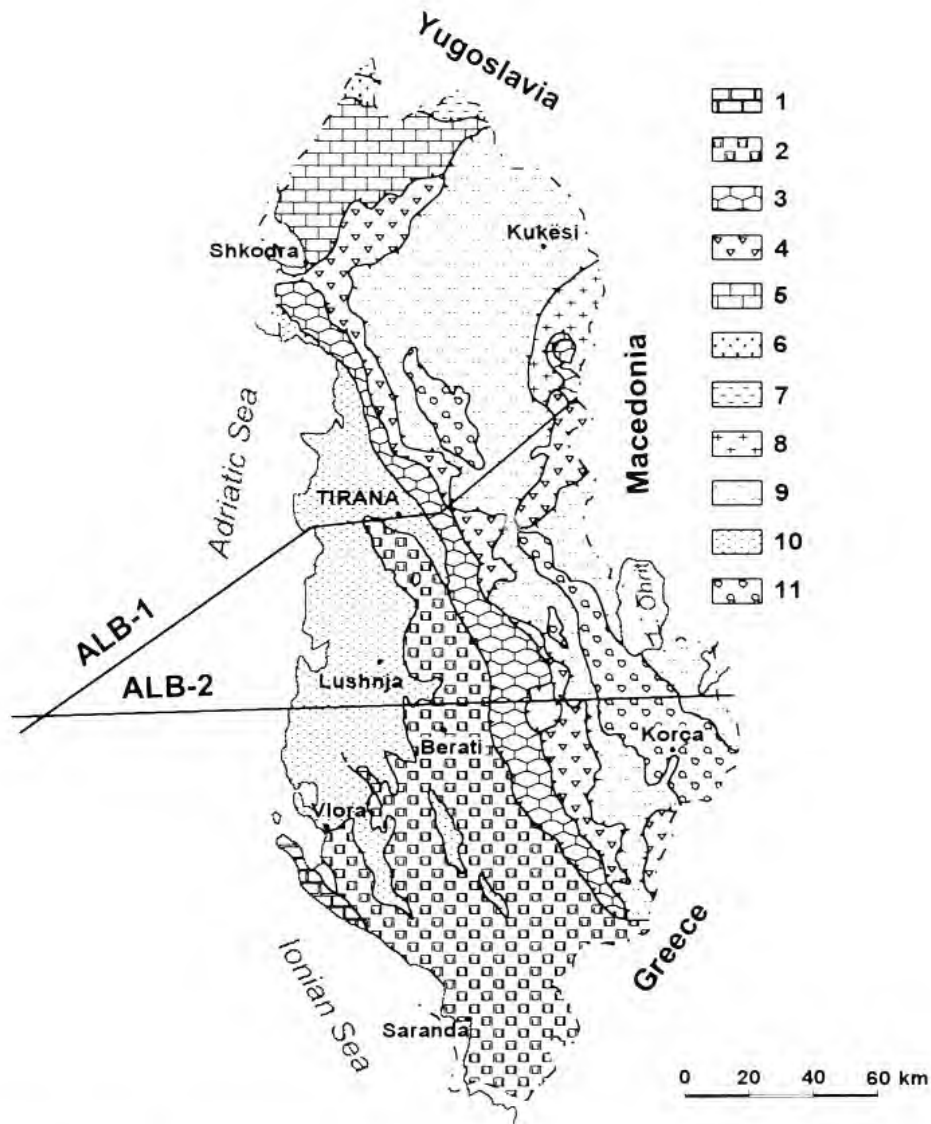 Yugoslavia
1
2
3
4
5
6
7
8
9
10
11
Kukësi
Shkodra
Macedonia
Adriatic Sea
TIRANA
Ohrit
ALB-1
ALB-2
Lushnja
Korça
Berati
Vlora
Greece
Ionian Sea
Saranda
0 20 40 60 km